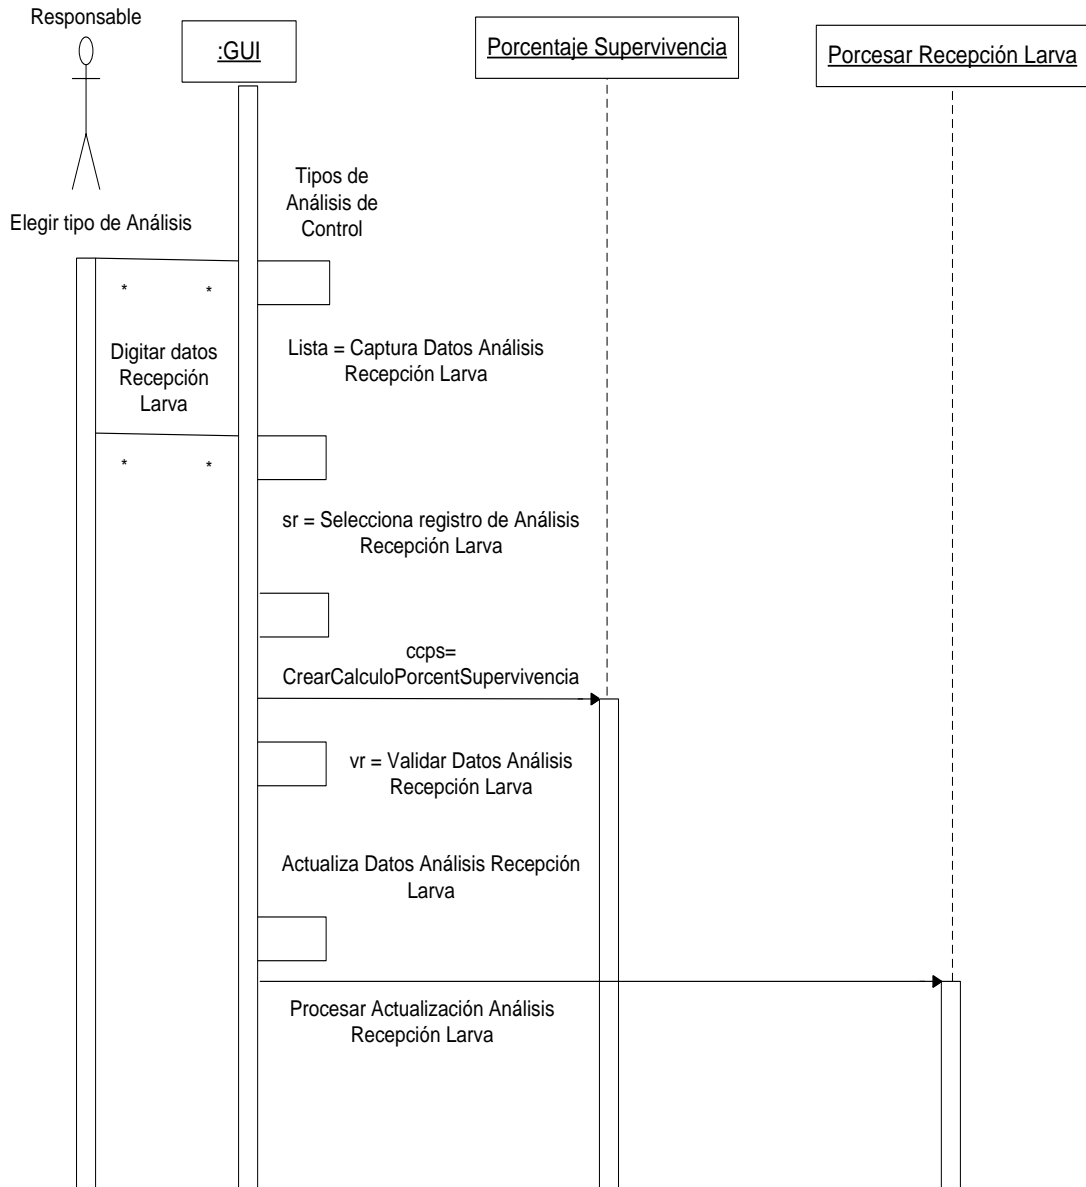 Responsable
:GUI
Porcentaje Supervivencia
Porcesar Recepción Larva
Tipos de
Análisis de
Control
Elegir tipo de Análisis
* *
Digitar datos
Recepción
Larva
Lista = Captura Datos Análisis
Recepción Larva
* *
sr = Selecciona registro de Análisis
Recepción Larva
ccps=
CrearCalculoPorcentSupervivencia
vr = Validar Datos Análisis
Recepción Larva
Actualiza Datos Análisis Recepción
Larva
Procesar Actualización Análisis
Recepción Larva